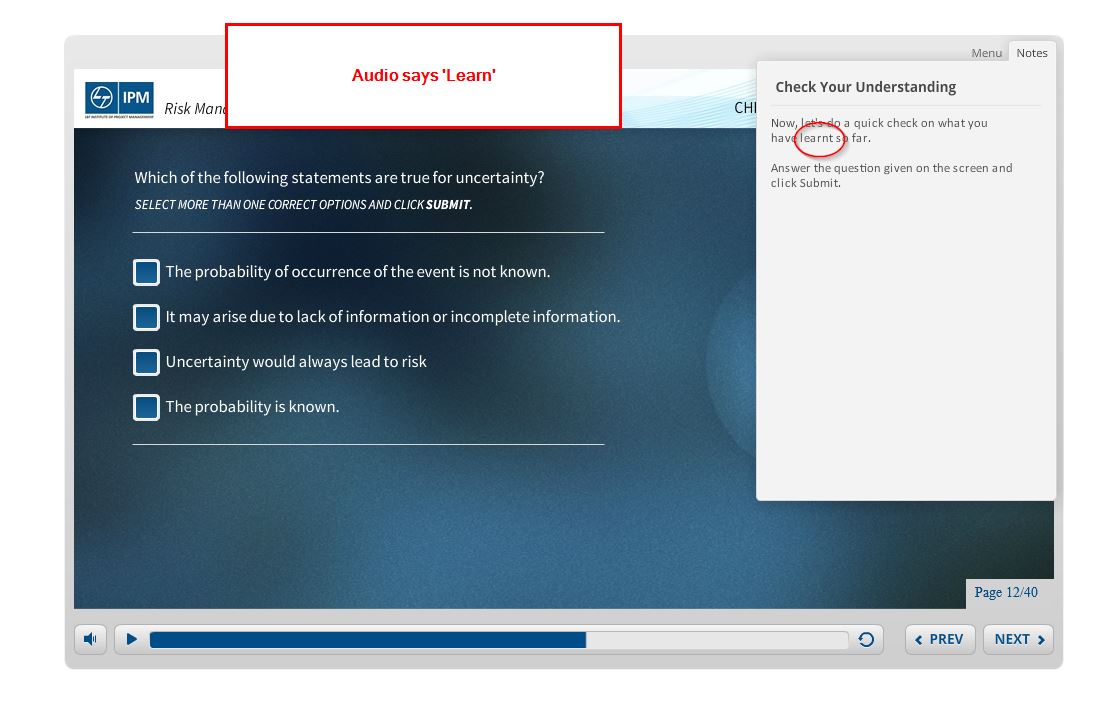 Audio says 'Learn'
Menu
Notes
IPM
L&T INSTITUTE OF PROJECT MANAGEMENT
Risk Mana
CHE
Check Your Understanding
Now, let's do a quick check on what you
have learnt so far.
Answer the question given on the screen and
click Submit.
Which of the following statements are true for uncertainty?
SELECT MORE THAN ONE CORRECT OPTIONS AND CLICK SUBMIT.
The probability of occurrence of the event is not known.
It may arise due to lack of information or incomplete information.
Uncertainty would always lead to risk
The probability is known.
Page 12/40
PREV
NEXT